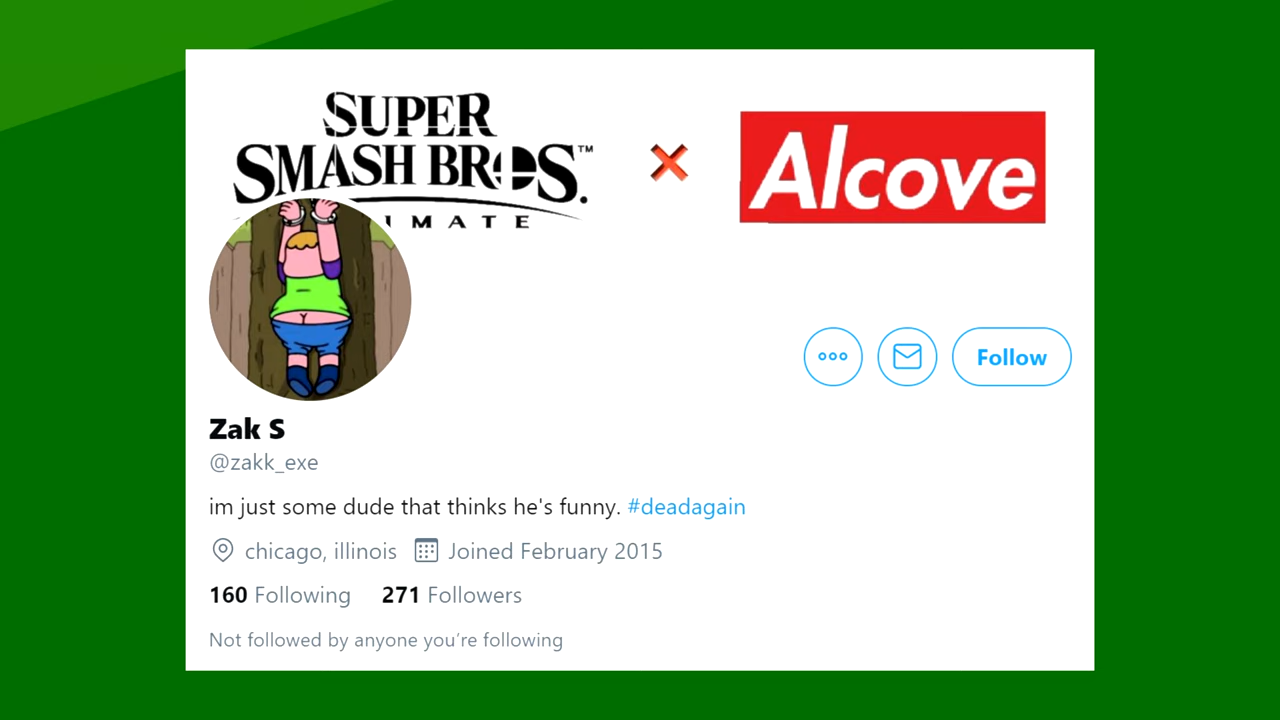 SUPER
SMASH BROS.™
IMATE
Alcove
Follow
Zak S
@zakk_exe
im just some dude that thinks he's funny. #deadagain
chicago, illinois Joined February 2015
160 Following 271 Followers
Not followed by anyone you're following